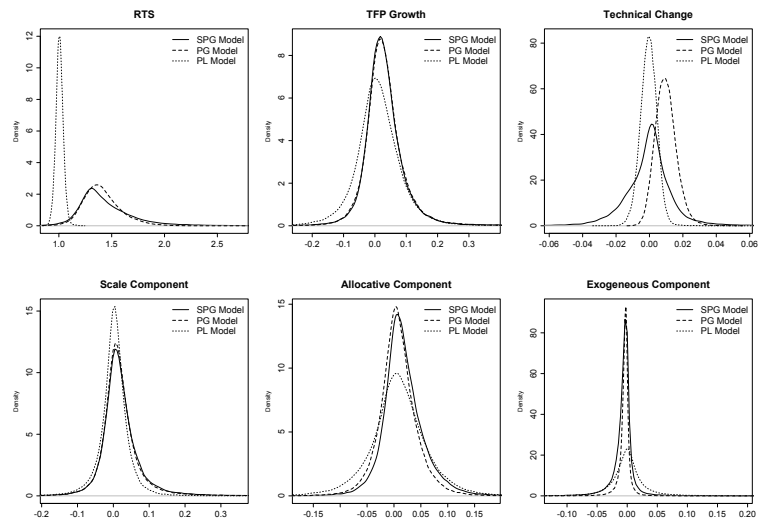 RTS
SPG Model
PG Model
PL Model
Density
0 2 4 6 8 10 12
1.0 1.5 2.0 2.5
TFP Growth
SPG Model
PG Model
PL Model
Density
0 2 4 6 8
-0.2 -0.1 0.0 0.1 0.2 0.3
Technical Change
SPG Model
PG Model
PL Model
Density
0 20 40 60 80
-0.06 -0.04 -0.02 0.00 0.02 0.04 0.06
Scale Component
SPG Model
PG Model
PL Model
Density
0 5 10 15
-0.2 -0.1 0.0 0.1 0.2 0.3
Allocative Component
SPG Model
PG Model
PL Model
Density
0 5 10 15
-0.15 -0.10 -0.05 0.00 0.05 0.10 0.15
Exogeneous Component
SPG Model
PG Model
PL Model
Density
0 20 40 60 80
-0.10 -0.05 0.00 0.05 0.10 0.15 0.20